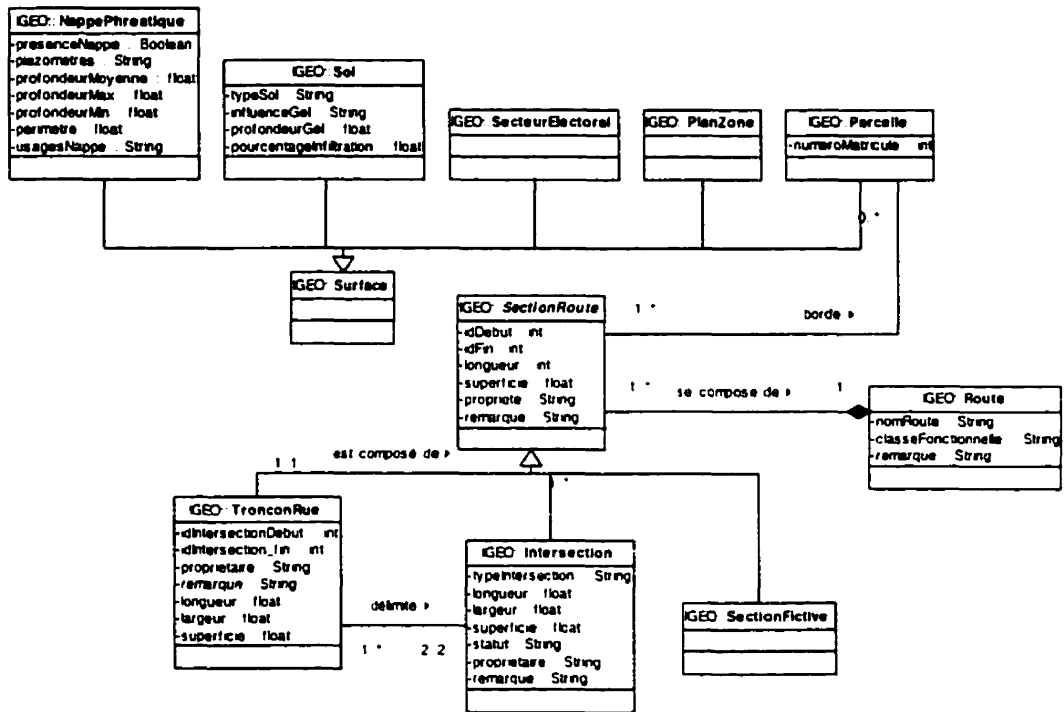 IGEO::NappePhreatique
-presenceNappe : Boolean
-piezometres String
-profondeurMoyenne : float
-profondeurMax float
-profondeurMin float
-perimetre float
-usagesNappe : String
IGEO Sol
-typeSol String
-influenceGel String
-profondeurGel float
-pourcentageInfiltration float
IGEO SecteurElectoral
IGEO PlanZone
IGEO Parcelle
-numeroMatricule int
0 *
IGEO Surface
IGEO SectionRoute
-idDebut int
-idFin int
-longueur int
-superficie float
-propriete String
-remarque String
1 *
borde
1 *
se compose de
1
IGEO Route
-nomRoute String
-classeFonctionnelle String
-remarque String
est composé de
1 1
*
IGEO TronconRue
-idIntersectionDebut int
-idIntersection_fin int
-proprietaire String
-remarque String
-longueur float
-largeur float
-superficie float
délimite
1 *
2 2
IGEO Intersection
-typeIntersection String
-longueur float
-largeur float
-superficie float
-statut String
-proprietaire String
-remarque String
IGEO SectionFictive